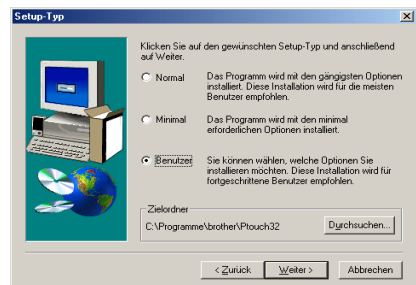 Setup-Typ
Klicken Sie auf den gewünschten Setup-Typ und anschließend
auf Weiter.
Normal Das Programm wird mit den gängigsten Optionen
installiert. Diese Installation wird für die meisten
Benutzer empfohlen.
Minimal Das Programm wird mit den minimal
erforderlichen Optionen installiert.
Benutzer Sie können wählen, welche Optionen Sie
installieren möchten. Diese Installation wird für
fortgeschrittene Benutzer empfohlen.
Zielordner
C:\Programme\brother\Ptouch32 Durchsuchen...
< Zurück Weiter > Abbrechen